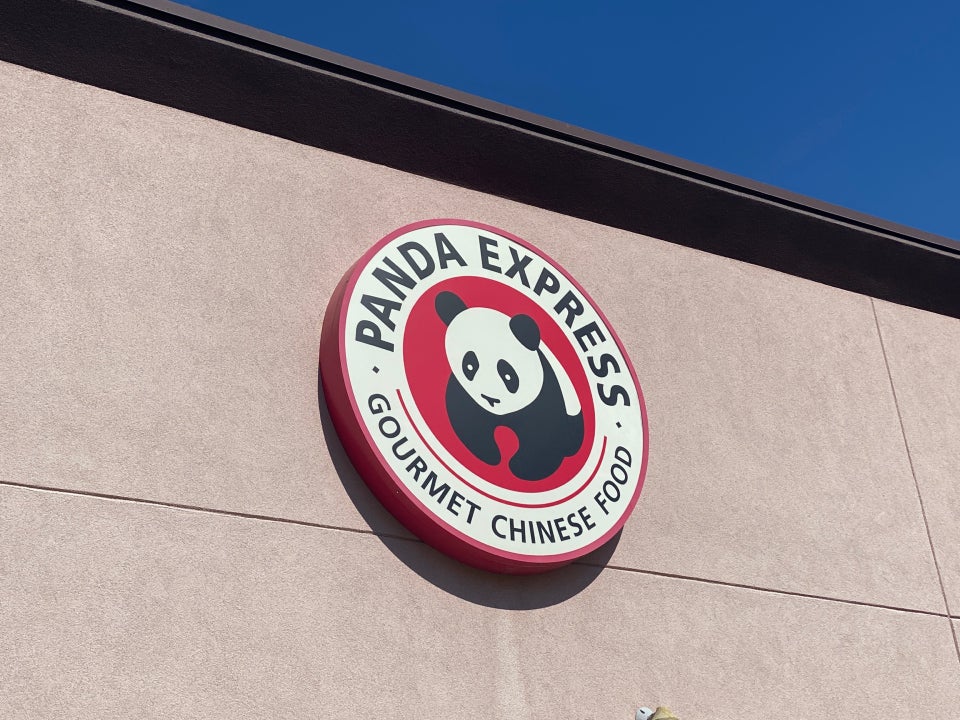 PANDA EXPRESS
GOURMET CHINESE FOOD